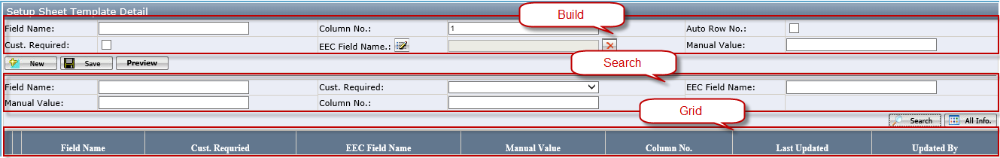 Setup Sheet Template Detail
Build
Field Name: Column No.: 1 Auto Row No.:
Cust. Required: EEC Field Name.: Manual Value:
New Save Preview
Search
Field Name: Cust. Required: EEC Field Name:
Manual Value: Column No.:
Grid
Search All Info.
Field Name Cust. Requried EEC Field Name Manual Value Column No. Last Updated Updated By